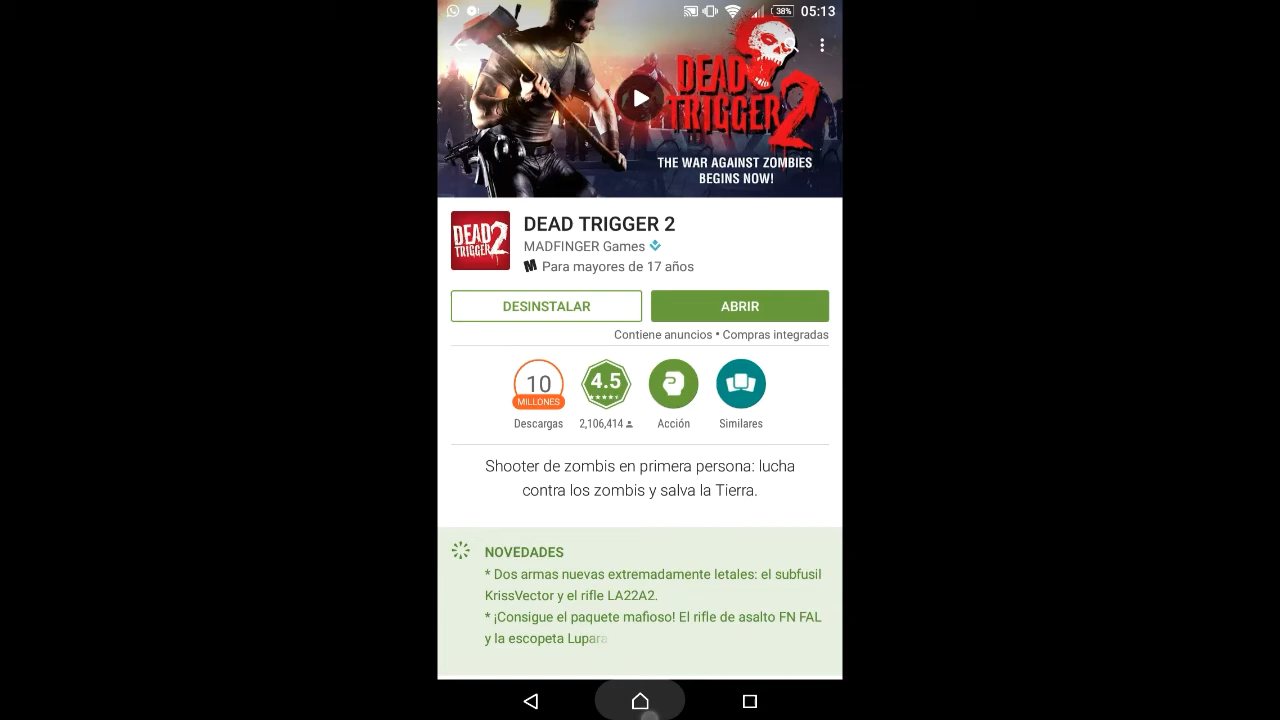 38%
05:13
DEAD
TRIGGER 2
THE WAR AGAINST ZOMBIES
BEGINS NOW!
DEAD
TRIGGER 2
DEAD TRIGGER 2
MADFINGER Games
M Para mayores de 17 años
DESINSTALAR
ABRIR
Contiene anuncios • Compras integradas
10
MILLONES
4.5
Descargas
2,106,414
Acción
Similares
Shooter de zombis en primera persona: lucha
contra los zombis y salva la Tierra.
NOVEDADES
* Dos armas nuevas extremadamente letales: el subfusil
KrissVector y el rifle LA22A2.
* ¡Consigue el paquete mafioso! El rifle de asalto FN FAL
y la escopeta Lupara